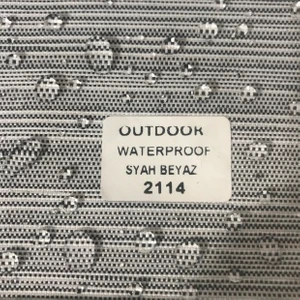 OUTDOOR
WATERPROOF
SYAH BEYAZ
2114